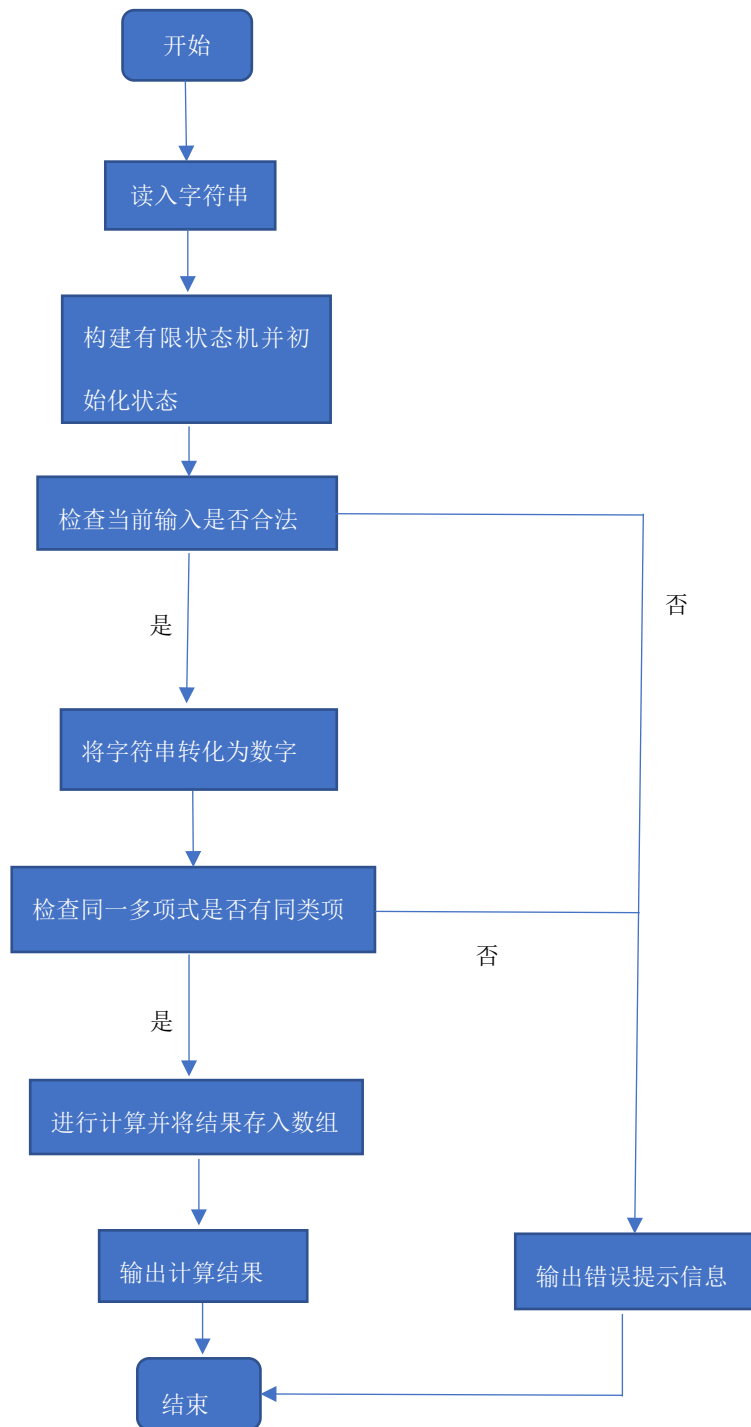 开始
读入字符串
构建有限状态机并初
始化状态
检查当前输入是否合法
否
是
将字符串转化为数字
检查同一多项式是否有同类项
否
是
进行计算并将结果存入数组
输出计算结果
输出错误提示信息
结束